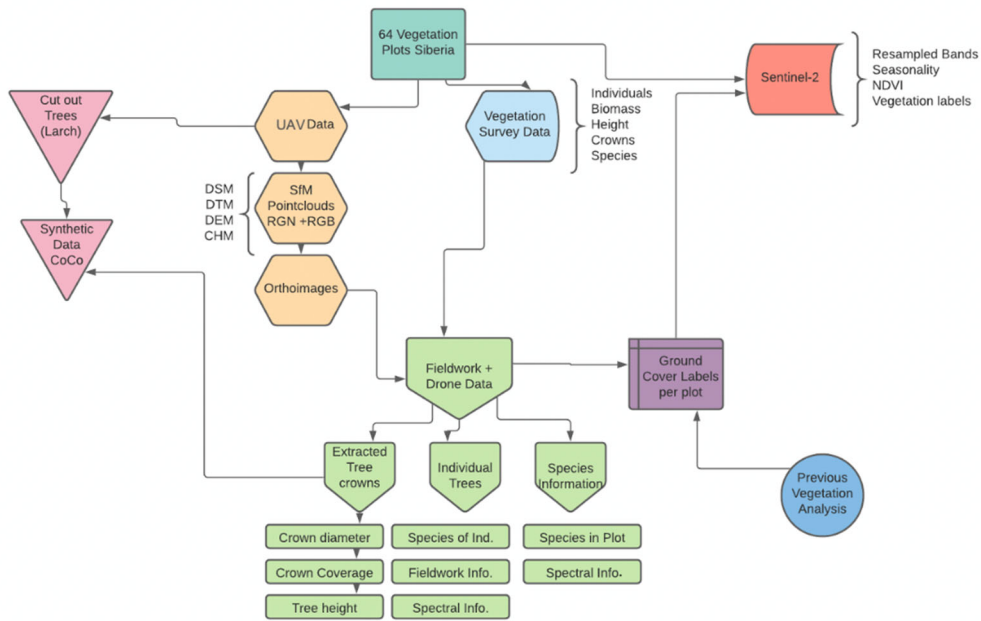 64 Vegetation
Plots Siberia
Sentinel-2
Resampled Bands
Seasonality
NDVI
Vegetation labels
Cut out
Trees
(Larch)
UAV Data
Vegetation
Survey Data
Individuals
Biomass
Height
Crowns
Species
DSM
DTM
DEM
CHM
SfM
Pointclouds
RGN +RGB
Synthetic
Data
CoCo
Orthoimages
Fieldwork +
Drone Data
Ground
Cover Labels
per plot
Extracted
Tree
crowns
Individual
Trees
Species
Information
Previous
Vegetation
Analysis
Crown diameter
Species of Ind.
Species in Plot
Crown Coverage
Fieldwork Info.
Spectral Info.
Tree height
Spectral Info.